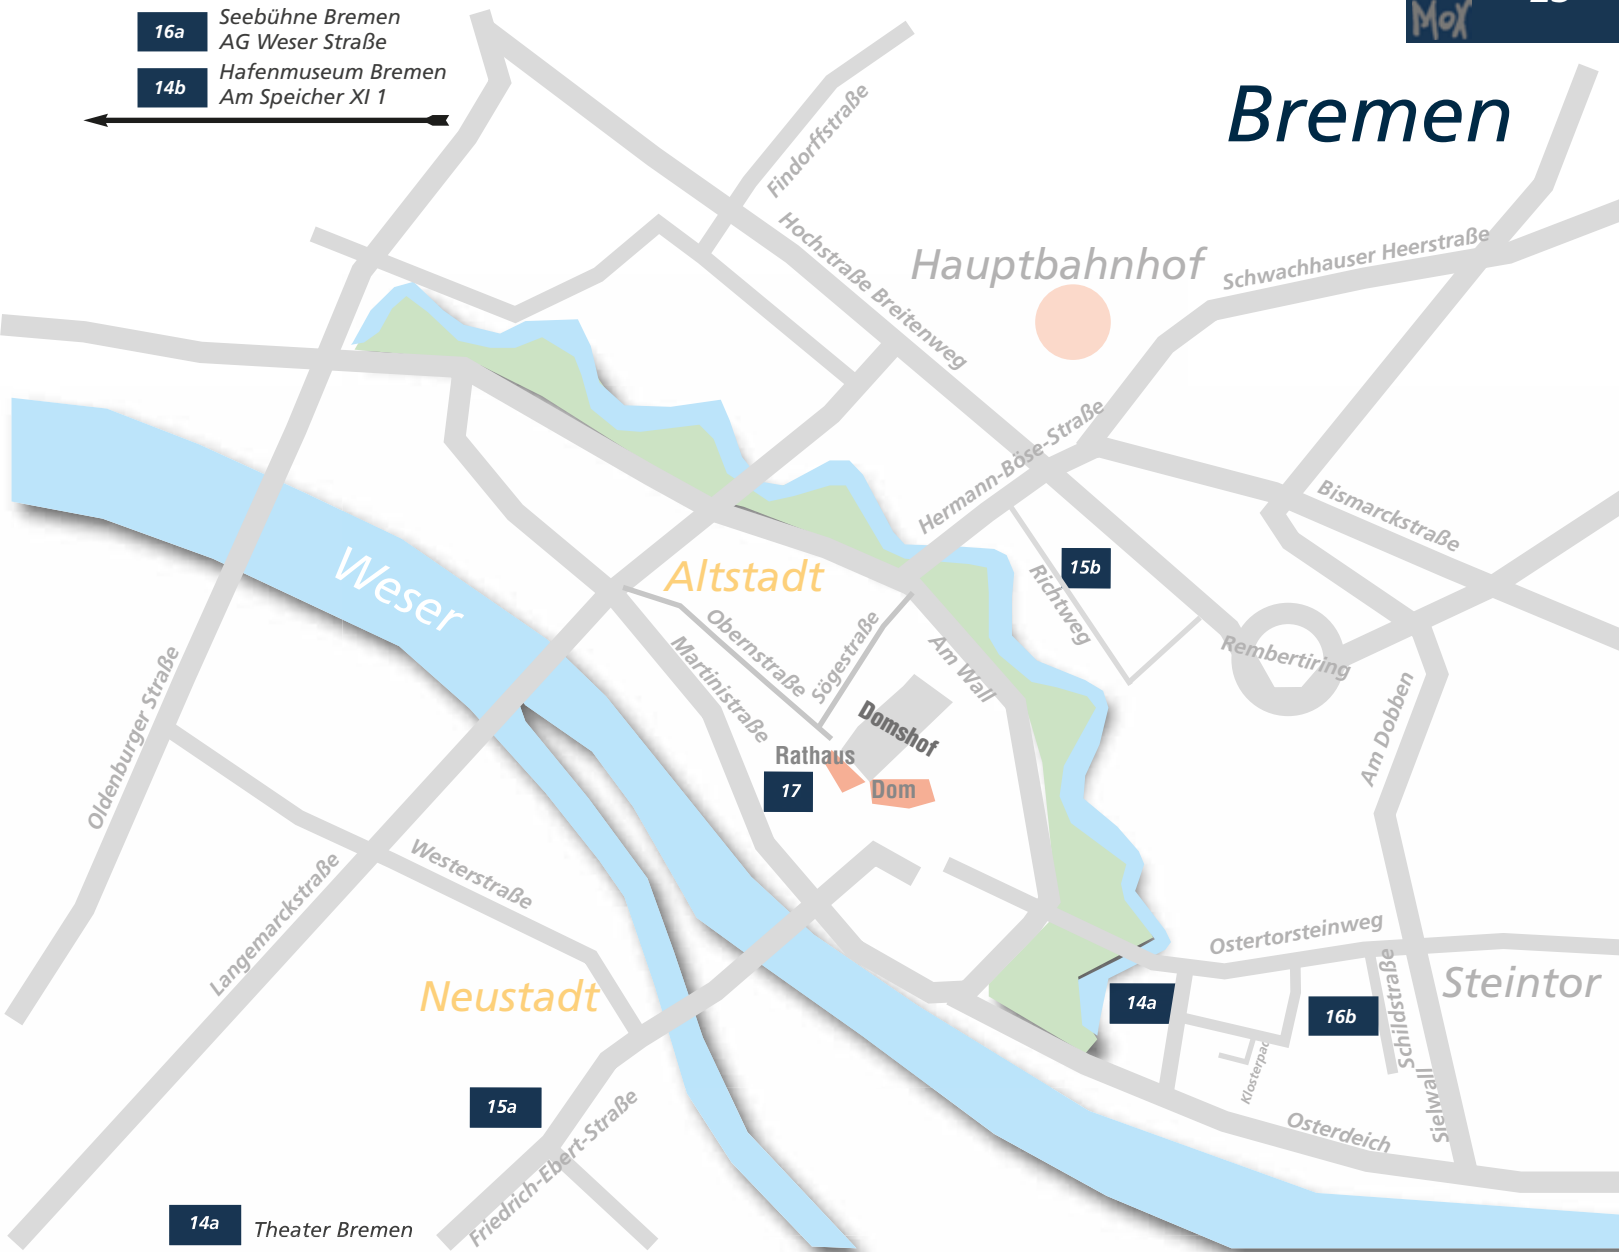 16a
Seebühne Bremen
AG Weser Straße
14b
Hafenmuseum Bremen
Am Speicher XI 1
Mox
Bremen
Findorffstraße
Hochstraße Breitenweg
Hauptbahnhof
Schwachhauser Heerstraße
Hermann-Böse-Straße
Bismarckstraße
Weser
Altstadt
15b
Richtweg
Obernstraße
Sögestraße
Martinistraße
Am Wall
Rembertiring
Oldenburger Straße
Domshof
Am Dobben
Rathaus
17
Dom
Westerstraße
Langemarckstraße
Ostertorsteinweg
Neustadt
Steintor
14a
16b
Schildstraße
Sielwall
15a
Friedrich-Ebert-Straße
Osterdeich
14a
Theater Bremen